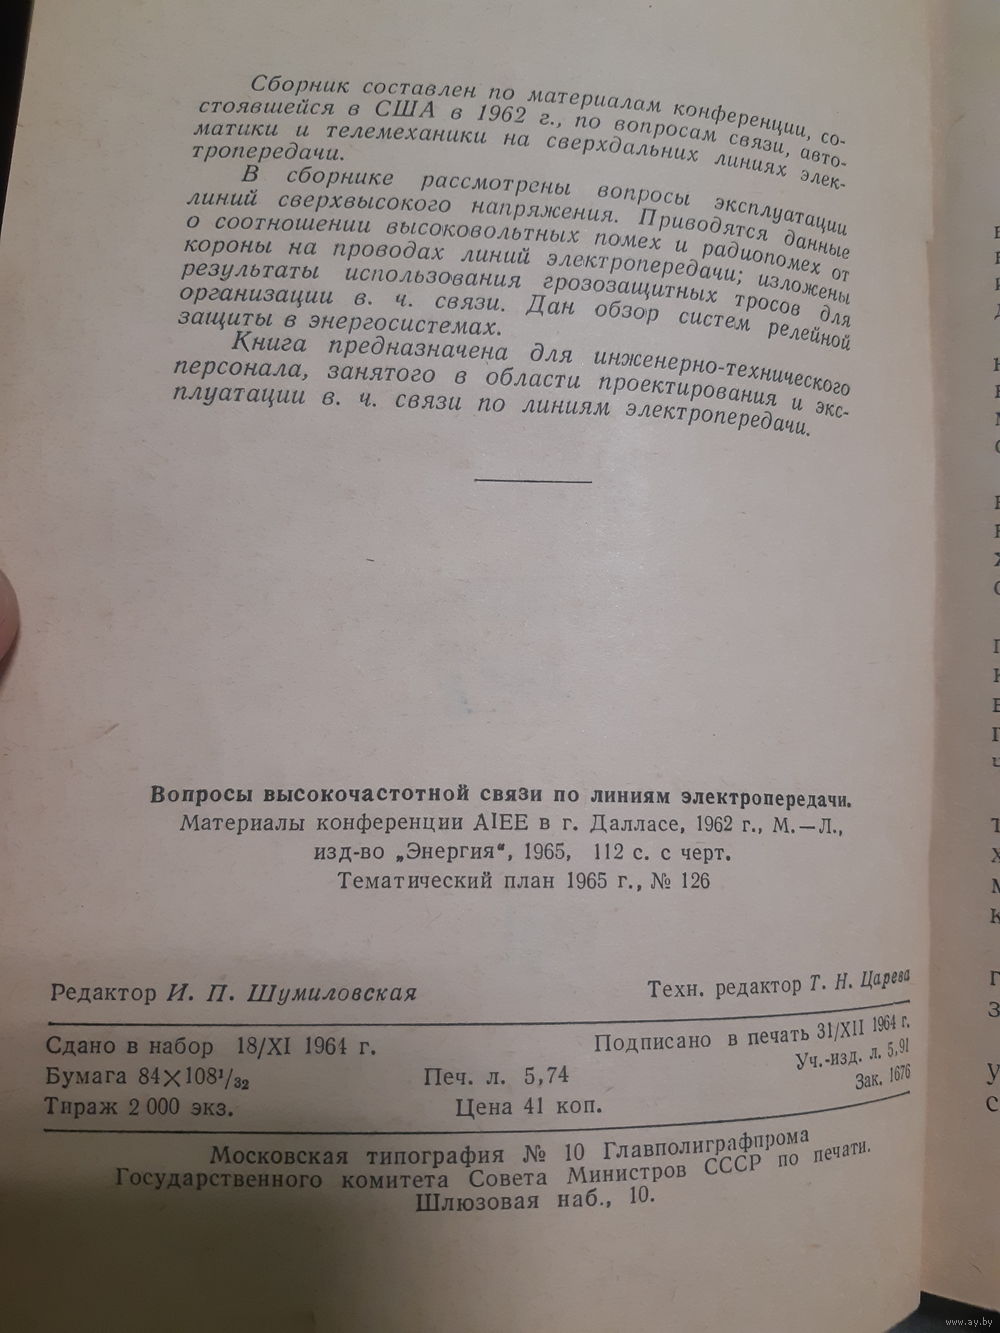 Сборник составлен по материалам конференции, со-
стоявшейся в США в 1962 г., по вопросам связи, авто-
матики и телемеханики на сверхдальних линиях элек-
тропередачи.
В сборнике рассмотрены вопросы эксплуатации
линий сверхвысокого напряжения. Приводятся данные
о соотношении высоковольтных помех и радиопомех от
короны на проводах линий электропередачи; изложены
результаты использования грозозащитных тросов для
организации в. ч. связи. Дан обзор систем релейной
защиты в энергосистемах.
Книга предназначена для инженерно-технического
персонала, занятого в области проектирования и экс-
плуатации в. ч. связи по линиям электропередачи.
Вопросы высокочастотной связи по линиям электропередачи.
Материалы конференции AIEE в г. Далласе, 1962 г., М.—Л.,
изд-во „Энергия“, 1965, 112 с. с черт.
Тематический план 1965 г., № 126
Редактор И. П. Шумиловская Техн. редактор Т. Н. Царева
Сдано в набор 18/XI 1964 г. Подписано в печать 31/XII 1964 г.
Бумага 84×108¹/₃₂ Печ. л. 5,74 Уч.-изд. л. 5,91
Тираж 2 000 экз. Цена 41 коп. Зак. 1676
Московская типография № 10 Главполиграфпрома
Государственного комитета Совета Министров СССР по печати.
Шлюзовая наб., 10.
www.ay.by